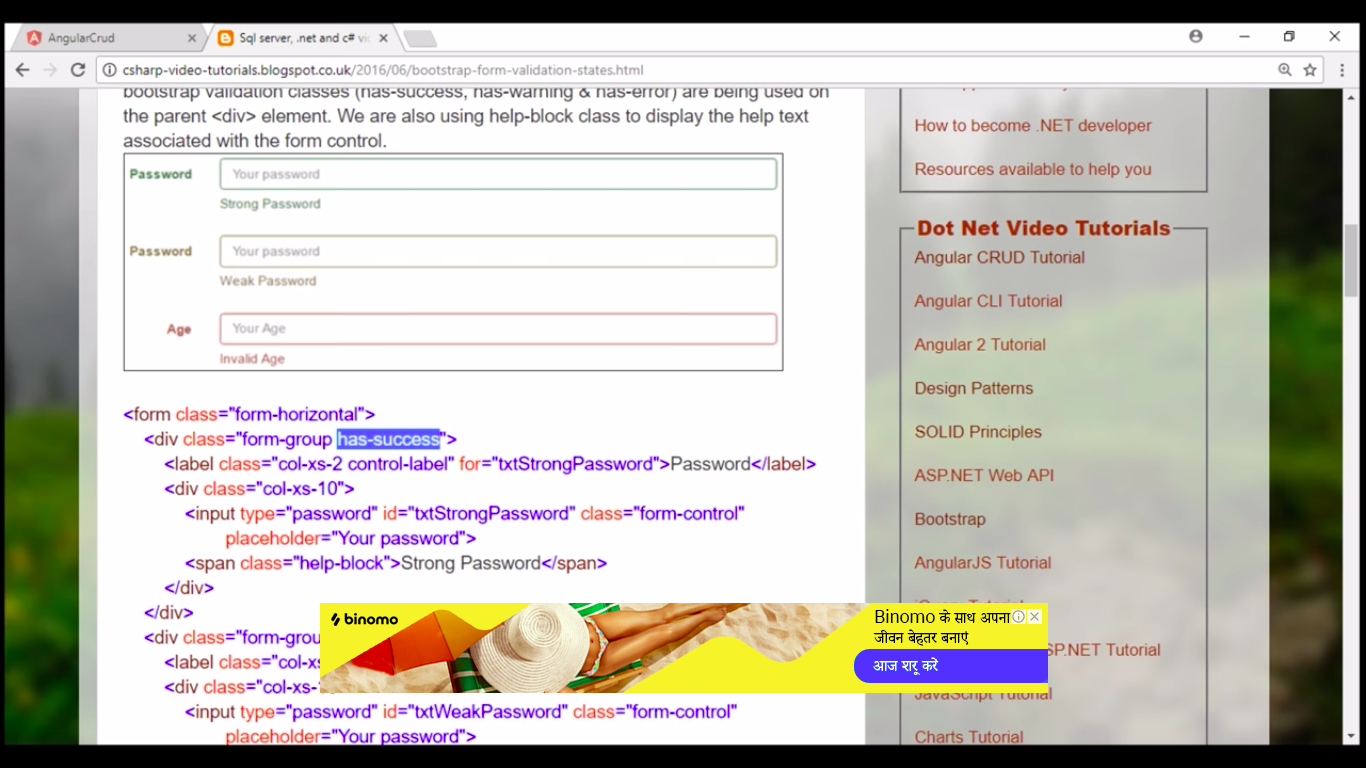 AngularCrud
Sql server, .net and c# vi
csharp-video-tutorials.blogspot.co.uk/2016/06/bootstrap-form-validation-states.html
bootstrap validation classes (has-success, has-warning & has-error) are being used on
the parent <div> element. We are also using help-block class to display the help text
associated with the form control.
Password
Your password
Strong Password
Password
Your password
Weak Password
Age
Your Age
Invalid Age
<form class="form-horizontal">
<div class="form-group has-success">
<label class="col-xs-2 control-label" for="txtStrongPassword">Password</label>
<div class="col-xs-10">
<input type="password" id="txtStrongPassword" class="form-control"
placeholder="Your password">
<span class="help-block">Strong Password</span>
</div>
</div>
<div class="form-grou
<label class="col-xs
<div class="col-xs-1
<input type="password" id="txtWeakPassword" class="form-control"
placeholder="Your password">
How to become .NET developer
Resources available to help you
Dot Net Video Tutorials
Angular CRUD Tutorial
Angular CLI Tutorial
Angular 2 Tutorial
Design Patterns
SOLID Principles
ASP.NET Web API
Bootstrap
AngularJS Tutorial
SP.NET Tutorial
JavaScript Tutorial
Charts Tutorial
binomo
Binomo के साथ अपना
जीवन बेहतर बनाएं
आज शरू करे